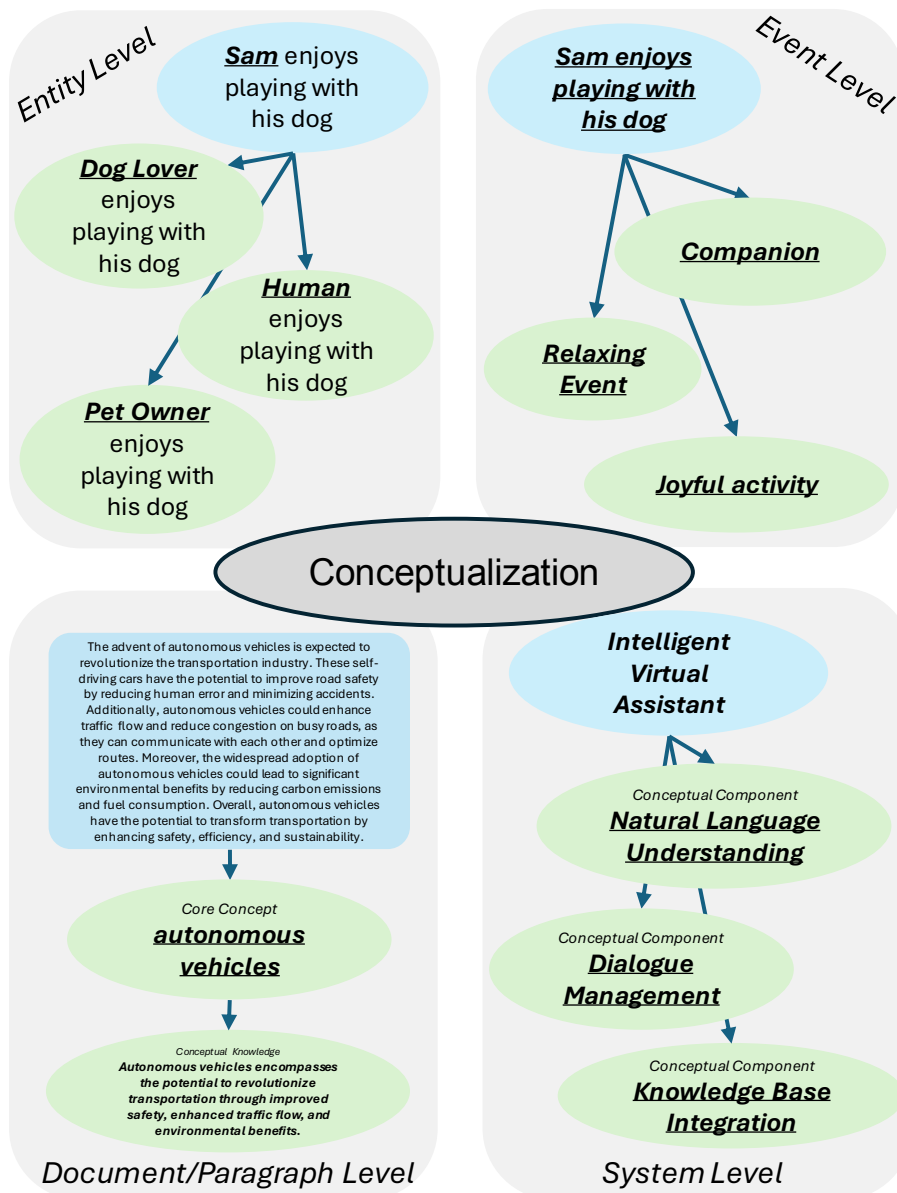 Entity Level
Sam enjoys
playing with
his dog
Dog Lover
enjoys
playing with
his dog
Human
enjoys
playing with
his dog
Pet Owner
enjoys
playing with
his dog
Event Level
Sam enjoys
playing with
his dog
Companion
Relaxing
Event
Joyful activity
Conceptualization
The advent of autonomous vehicles is expected to
revolutionize the transportation industry. These self-
driving cars have the potential to improve road safety
by reducing human error and minimizing accidents.
Additionally, autonomous vehicles could enhance
traffic flow and reduce congestion on busy roads, as
they can communicate with each other and optimize
routes. Moreover, the widespread adoption of
autonomous vehicles could lead to significant
environmental benefits by reducing carbon emissions
and fuel consumption. Overall, autonomous vehicles
have the potential to transform transportation by
enhancing safety, efficiency, and sustainability.
Core Concept
autonomous
vehicles
Conceptual Knowledge
Autonomous vehicles encompasses
the potential to revolutionize
transportation through improved
safety, enhanced traffic flow, and
environmental benefits.
Document/Paragraph Level
Intelligent
Virtual
Assistant
Conceptual Component
Natural Language
Understanding
Conceptual Component
Dialogue
Management
Conceptual Component
Knowledge Base
Integration
System Level